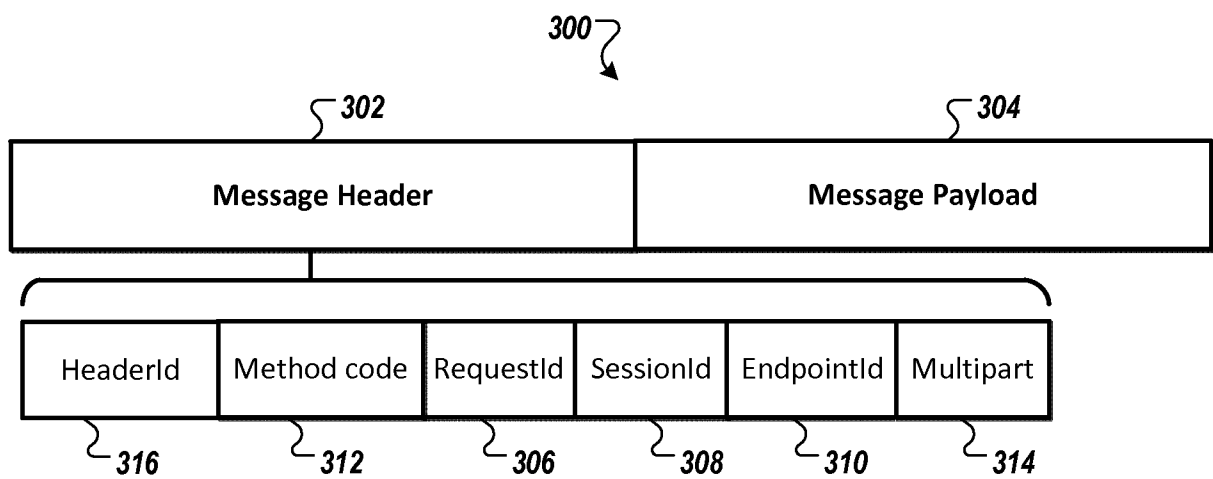 300
302 304
Message Header Message Payload
HeaderId Method code RequestId SessionId EndpointId Multipart
316 312 306 308 310 314